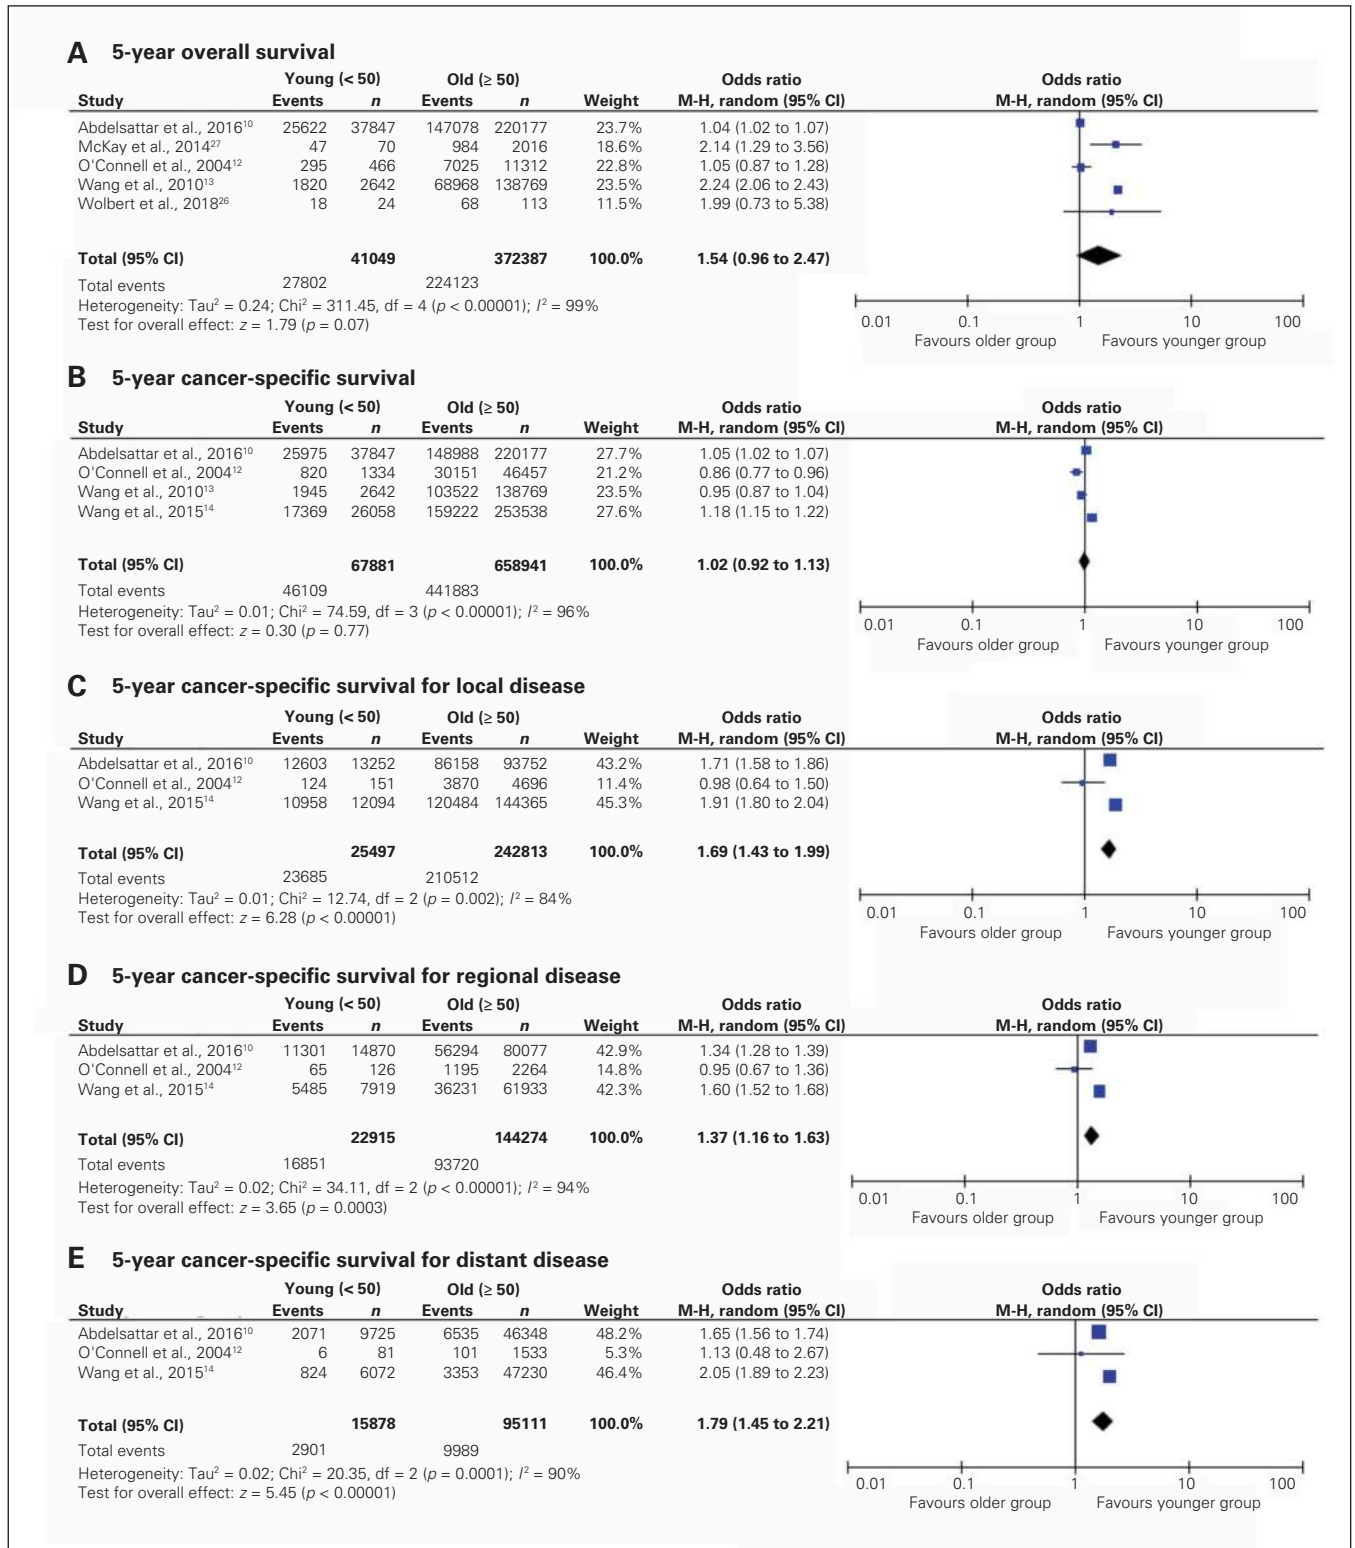 A 5-year overall survival
Young (< 50) Old (≥ 50) Odds ratio Odds ratio
Study Events n Events n Weight M-H, random (95% CI) M-H, random (95% CI)
Abdelsattar et al., 2016¹⁰ 25622 37847 147078 220177 23.7% 1.04 (1.02 to 1.07)
McKay et al., 2014²⁷ 47 70 984 2016 18.6% 2.14 (1.29 to 3.56)
O'Connell et al., 2004¹² 295 466 7025 11312 22.8% 1.05 (0.87 to 1.28)
Wang et al., 2010¹³ 1820 2642 68968 138769 23.5% 2.24 (2.06 to 2.43)
Wolbert et al., 2018²⁶ 18 24 68 113 11.5% 1.99 (0.73 to 5.38)
Total (95% CI) 41049 372387 100.0% 1.54 (0.96 to 2.47)
Total events 27802 224123
Heterogeneity: Tau² = 0.24; Chi² = 311.45, df = 4 (p < 0.00001); I² = 99%
Test for overall effect: z = 1.79 (p = 0.07)
0.01 0.1 1 10 100
Favours older group Favours younger group
B 5-year cancer-specific survival
Young (< 50) Old (≥ 50) Odds ratio Odds ratio
Study Events n Events n Weight M-H, random (95% CI) M-H, random (95% CI)
Abdelsattar et al., 2016¹⁰ 25975 37847 148988 220177 27.7% 1.05 (1.02 to 1.07)
O'Connell et al., 2004¹² 820 1334 30151 46457 21.2% 0.86 (0.77 to 0.96)
Wang et al., 2010¹³ 1945 2642 103522 138769 23.5% 0.95 (0.87 to 1.04)
Wang et al., 2015¹⁴ 17369 26058 159222 253538 27.6% 1.18 (1.15 to 1.22)
Total (95% CI) 67881 658941 100.0% 1.02 (0.92 to 1.13)
Total events 46109 441883
Heterogeneity: Tau² = 0.01; Chi² = 74.59, df = 3 (p < 0.00001); I² = 96%
Test for overall effect: z = 0.30 (p = 0.77)
0.01 0.1 1 10 100
Favours older group Favours younger group
C 5-year cancer-specific survival for local disease
Young (< 50) Old (≥ 50) Odds ratio Odds ratio
Study Events n Events n Weight M-H, random (95% CI) M-H, random (95% CI)
Abdelsattar et al., 2016¹⁰ 12603 13252 86158 93752 43.2% 1.71 (1.58 to 1.86)
O'Connell et al., 2004¹² 124 151 3870 4696 11.4% 0.98 (0.64 to 1.50)
Wang et al., 2015¹⁴ 10958 12094 120484 144365 45.3% 1.91 (1.80 to 2.04)
Total (95% CI) 25497 242813 100.0% 1.69 (1.43 to 1.99)
Total events 23685 210512
Heterogeneity: Tau² = 0.01; Chi² = 12.74, df = 2 (p = 0.002); I² = 84%
Test for overall effect: z = 6.28 (p < 0.00001)
0.01 0.1 1 10 100
Favours older group Favours younger group
D 5-year cancer-specific survival for regional disease
Young (< 50) Old (≥ 50) Odds ratio Odds ratio
Study Events n Events n Weight M-H, random (95% CI) M-H, random (95% CI)
Abdelsattar et al., 2016¹⁰ 11301 14870 56294 80077 42.9% 1.34 (1.28 to 1.39)
O'Connell et al., 2004¹² 65 126 1195 2264 14.8% 0.95 (0.67 to 1.36)
Wang et al., 2015¹⁴ 5485 7919 36231 61933 42.3% 1.60 (1.52 to 1.68)
Total (95% CI) 22915 144274 100.0% 1.37 (1.16 to 1.63)
Total events 16851 93720
Heterogeneity: Tau² = 0.02; Chi² = 34.11, df = 2 (p < 0.00001); I² = 94%
Test for overall effect: z = 3.65 (p = 0.0003)
0.01 0.1 1 10 100
Favours older group Favours younger group
E 5-year cancer-specific survival for distant disease
Young (< 50) Old (≥ 50) Odds ratio Odds ratio
Study Events n Events n Weight M-H, random (95% CI) M-H, random (95% CI)
Abdelsattar et al., 2016¹⁰ 2071 9725 6535 46348 48.2% 1.65 (1.56 to 1.74)
O'Connell et al., 2004¹² 6 81 101 1533 5.3% 1.13 (0.48 to 2.67)
Wang et al., 2015¹⁴ 824 6072 3353 47230 46.4% 2.05 (1.89 to 2.23)
Total (95% CI) 15878 95111 100.0% 1.79 (1.45 to 2.21)
Total events 2901 9989
Heterogeneity: Tau² = 0.02; Chi² = 20.35, df = 2 (p = 0.0001); I² = 90%
Test for overall effect: z = 5.45 (p < 0.00001)
0.01 0.1 1 10 100
Favours older group Favours younger group